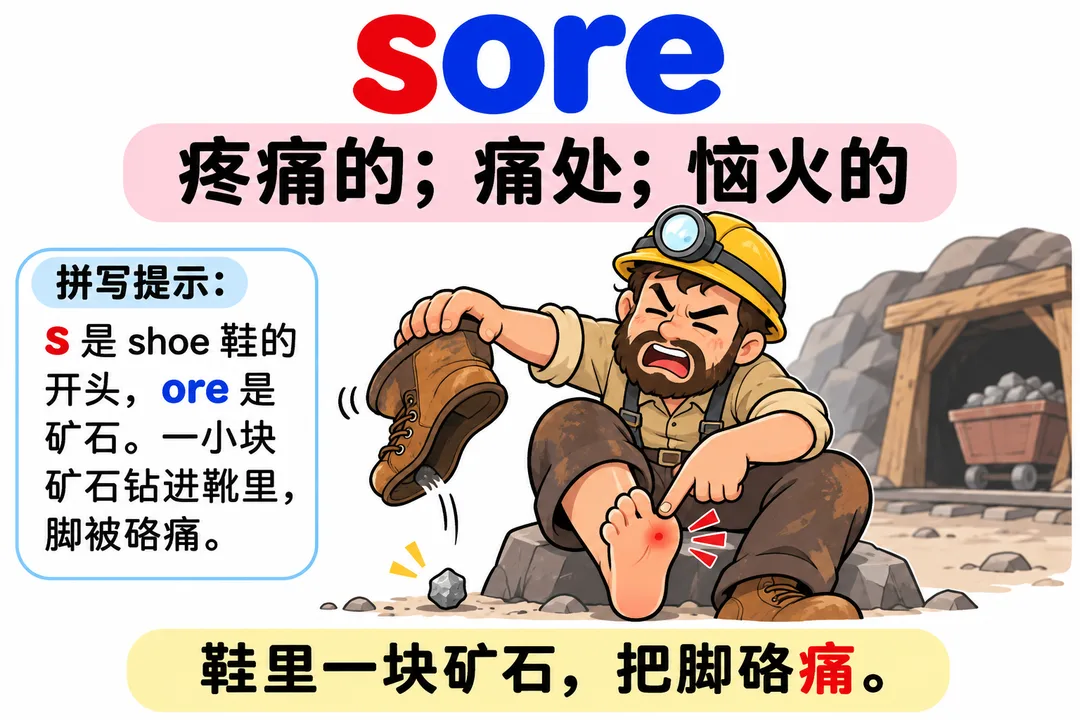 sore
疼痛的；痛处；恼火的
拼写提示：
S 是 shoe 鞋的
开头，ore 是
矿石。一小块
矿石钻进靴里，
脚被硌痛。
鞋里一块矿石，把脚硌痛。